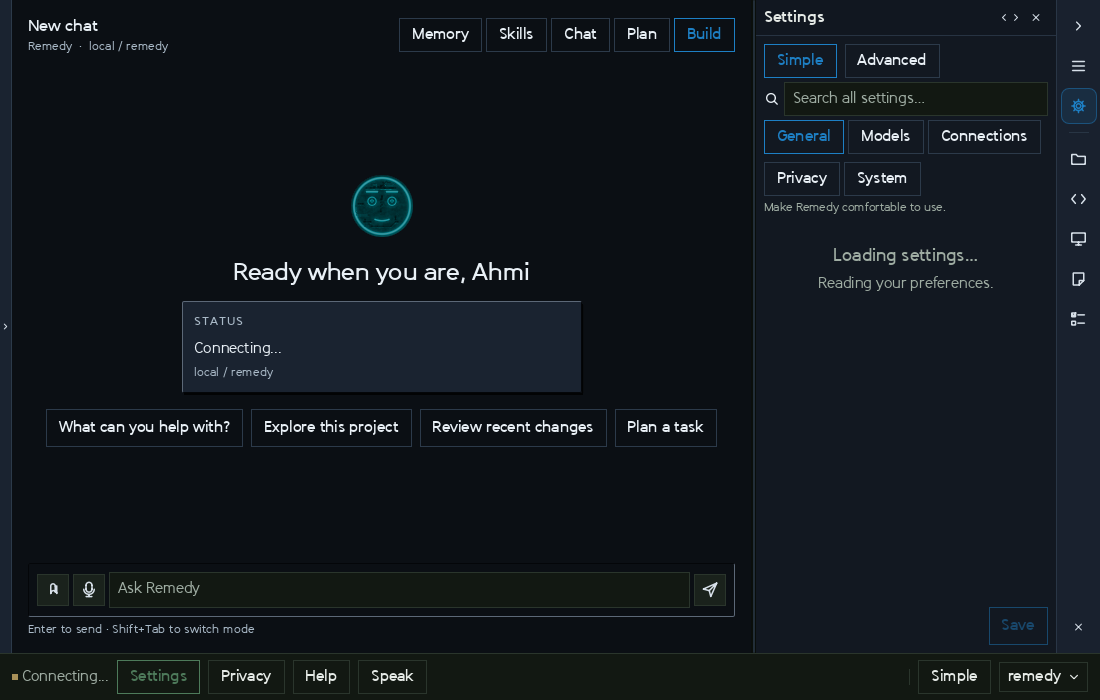 New chat
Remedy · local / remedy
Memory
Skills
Chat
Plan
Build
Ready when you are, Ahmi
STATUS
Connecting...
local / remedy
What can you help with?
Explore this project
Review recent changes
Plan a task
Ask Remedy
Enter to send · Shift+Tab to switch mode
Settings
Simple
Advanced
Search all settings...
General
Models
Connections
Privacy
System
Make Remedy comfortable to use.
Loading settings...
Reading your preferences.
Save
Connecting...
Settings
Privacy
Help
Speak
Simple
remedy